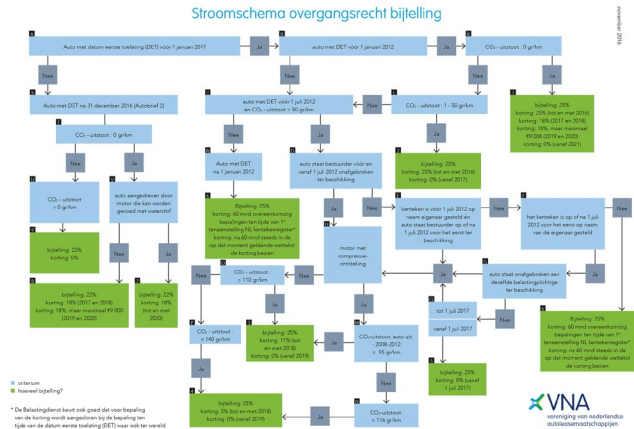 Stroomschema overgangsrecht bijtelling
november 2016
Auto met datum eerste toelating (DET) vóór 1 januari 2017
Ja
auto met DET vóór 1 januari 2012
Ja
CO₂ - uitstoot : 0 gr/km
Nee
Nee
Nee
Ja
Auto met DET na 31 december 2016 (Autobrief 2)
auto met DET vóór 1 juli 2012
én CO₂ - uitstoot > 50 gr/km
Nee
CO₂ - uitstoot : 1 - 50 gr/km
bijtelling: 25%
korting: 25% (tot en met 2016)
korting: 18% (2017 en 2018)
korting: 18%, maar maximaal
€9.000 (2019 en 2020)
korting: 0% (vanaf 2021)
CO₂ - uitstoot : 0 gr/km
Nee
Ja
Nee
Ja
Ja
Auto met DET
na 1 januari 2012
auto staat bestuurder vóór en
vanaf 1 juli 2012 onafgebroken
ter beschikking
bijtelling: 25%
korting: 25% (tot en met 2016)
korting: 0% (vanaf 2017)
CO₂ - uitstoot
> 0 gr/km
auto aangedreven door
motor die kan worden
gevoed met waterstof
Bijtelling: 25%
korting: 60 mnd overeenkomstig
bepalingen ten tijde van 1ᵉ
tenaamstelling NL kentekenregister*
korting: na 60 mnd steeds in de
op dat moment geldende wettekst
de korting bezien
Ja
Nee
kenteken is vóór 1 juli 2012 op
naam eigenaar gesteld én
auto staat bestuurder op of na
1 juli 2012 voor het eerst ter
beschikking
Nee
het kenteken is op of na 1 juli
2012 voor het eerst op naam
van de eigenaar gesteld
bijtelling: 22%
korting: 0%
Nee
Ja
motor met
compressie-
ontsteking
Ja
Nee
Ja
CO₂ - uitstoot :
≤ 110 gr/km
Nee
Nee
Ja
auto staat onafgebroken aan
dezelfde belastingplichtige
ter beschikking
Ja
bijtelling: 22%
korting: 18% (2017 en 2018)
korting: 18%, maar maximaal €9.000
(2019 en 2020)
bijtelling: 22%
korting: 18%
(tot en met
2020)
Ja
Ja
tot 1 juli 2017
vanaf 1 juli 2017
Nee
bijtelling: 25%
korting: 60 mnd overeenkomstig
bepalingen ten tijde van 1ᵉ
tenaamstelling NL kentekenregister*
korting: na 60 mnd steeds in de
op dat moment geldende wettekst
de korting bezien
CO₂ - uitstoot :
≤ 140 gr/km
bijtelling: 25%
korting: 11% (tot en
met 2018)
korting: 0% (vanaf 2019)
Ja
CO₂-uitstoot: auto uit
- 2008-2012:
≤ 95 gr/km
Ja
Nee
bijtelling: 25%
korting: 0% (vanaf
1 juli 2017)
bijtelling: 25%
korting: 5% (tot en met 2018)
korting: 0% (vanaf 2019)
Ja
CO₂-uitstoot:
≤ 116 gr/km
criterium
hoeveel bijtelling?
* De Belastingdienst keurt ook goed dat voor bepaling
van de korting wordt aangesloten bij de bepaling ten
tijde van de datum eerste toelating (DET) waar ook ter wereld.
VNA
vereniging van nederlandse
autoleasemaatschappijen